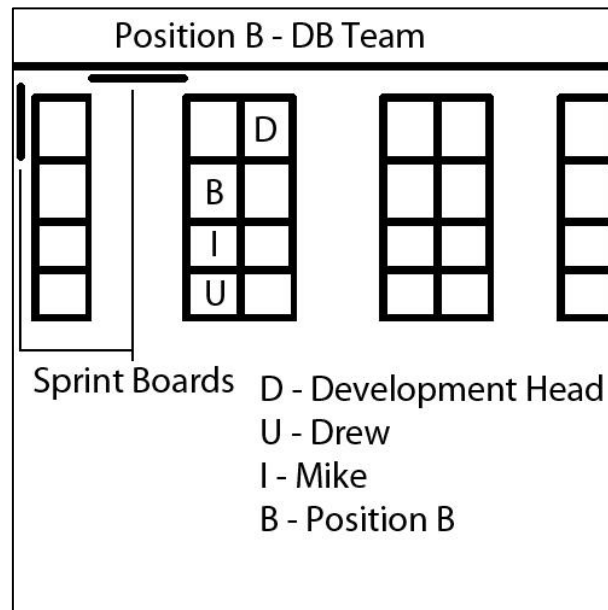 Position B - DB Team
D
B
I
U
Sprint Boards
D - Development Head
U - Drew
I - Mike
B - Position B